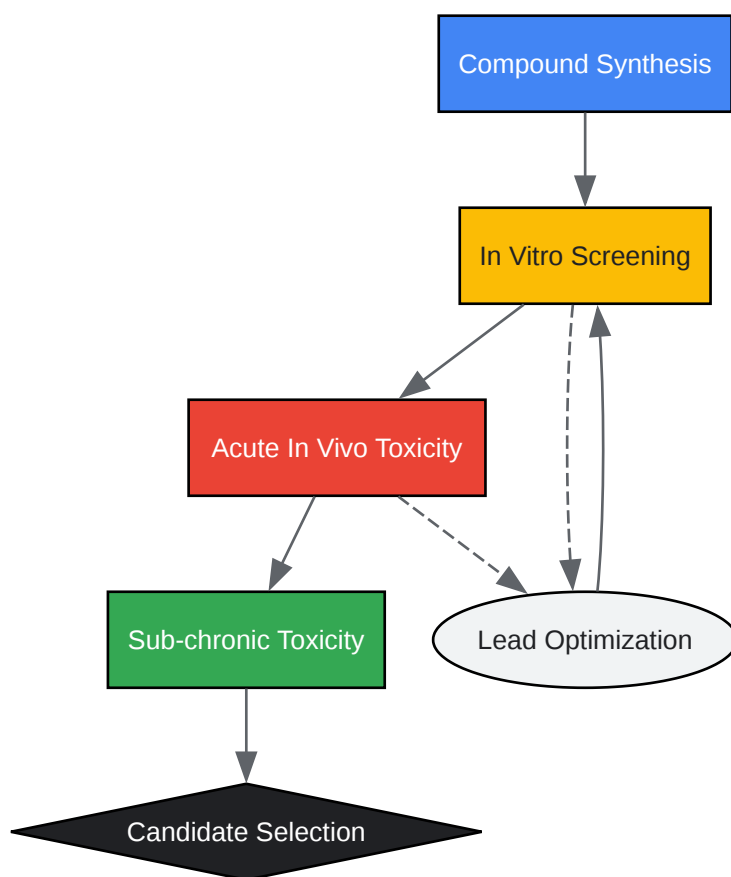 Compound Synthesis
In Vitro Screening
Acute In Vivo Toxicity
Sub-chronic Toxicity
Lead Optimization
Candidate Selection